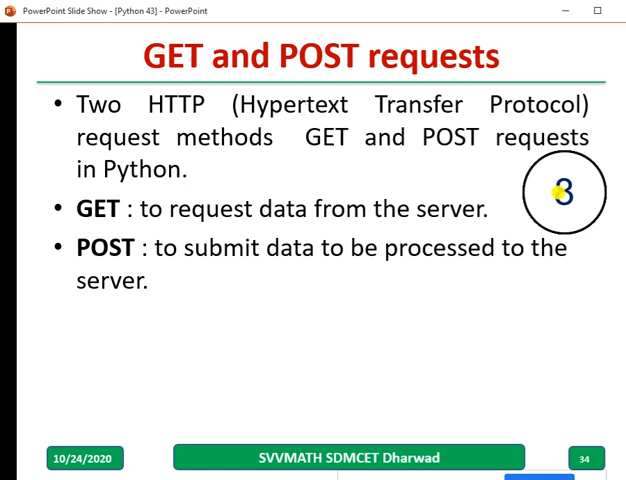 PowerPoint Slide Show - [Python 43] - PowerPoint
GET and POST requests
• Two HTTP (Hypertext Transfer Protocol)
request methods GET and POST requests
in Python.
3
• GET : to request data from the server.
• POST : to submit data to be processed to the
server.
10/24/2020
SVVMATH SDMCET Dharwad
34